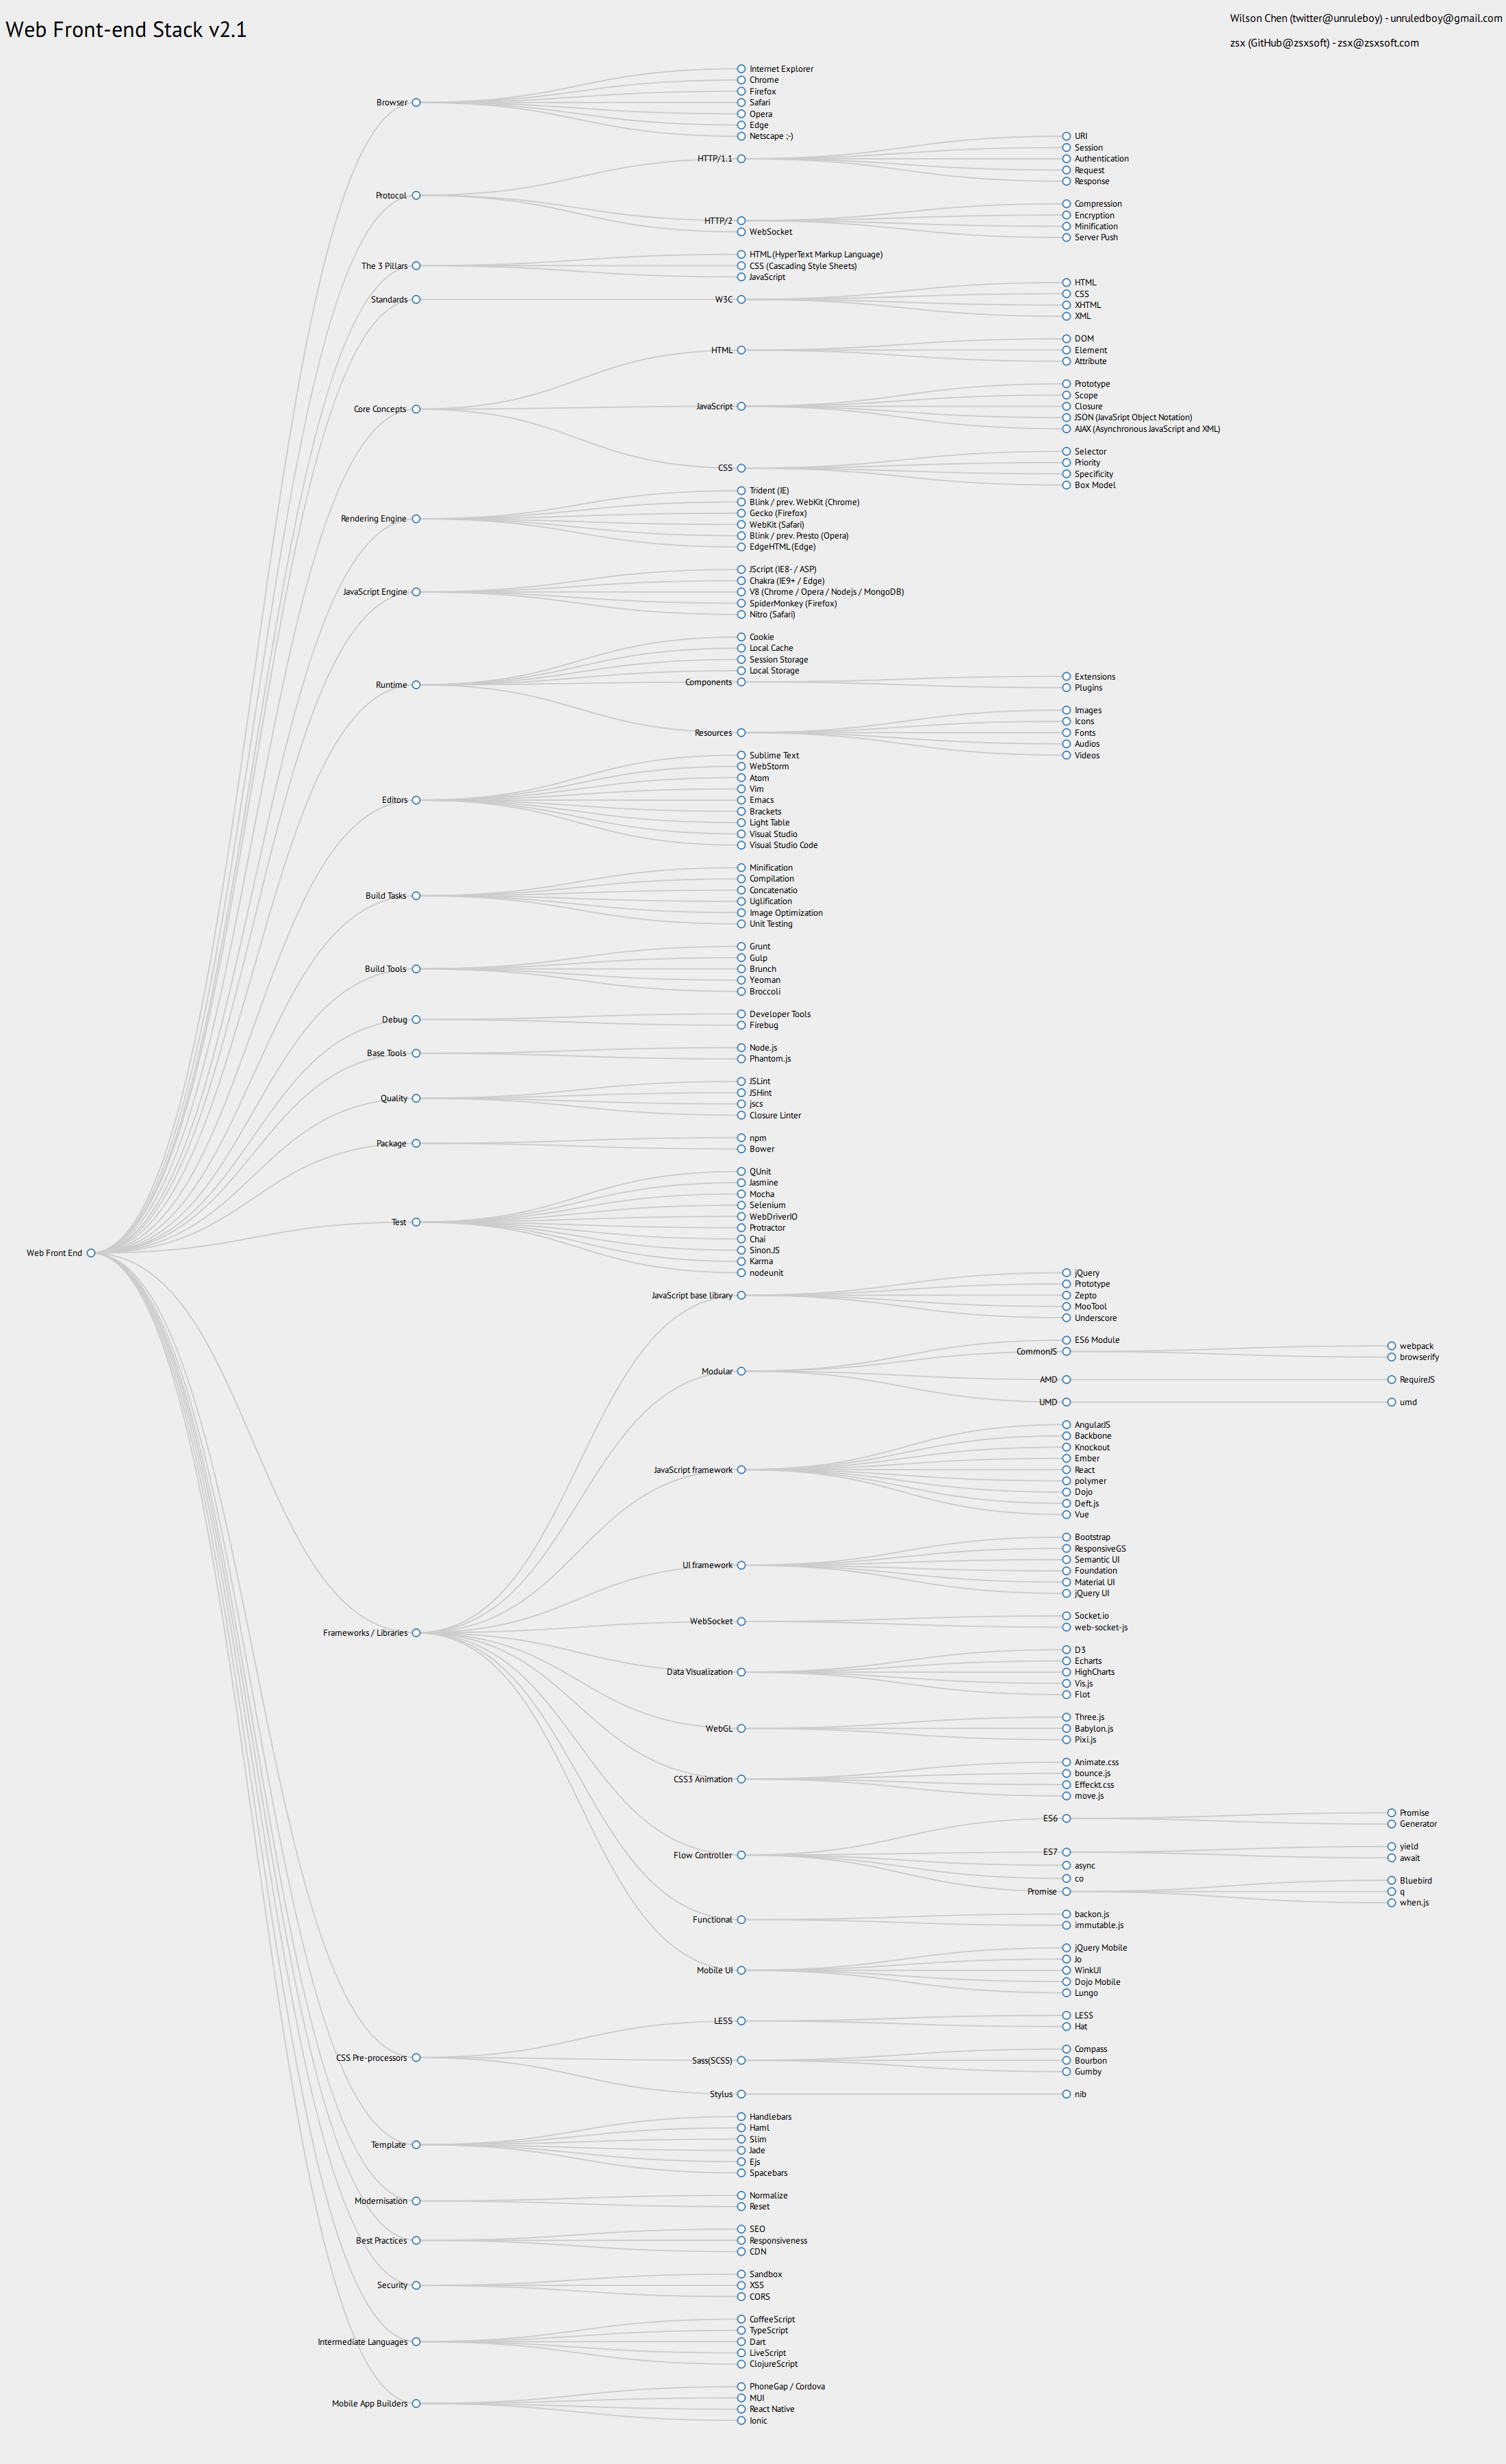 Web Front-end Stack v2.1
Wilson Chen (twitter@unruleboy) - unruledboy@gmail.com
zsx (GitHub@zsxsoft) - zsx@zsxsoft.com
Web Front End
Browser
Internet Explorer
Chrome
Firefox
Safari
Opera
Edge
Netscape ;-)
Protocol
HTTP/1.1
URI
Session
Authentication
Request
Response
HTTP/2
Compression
Encryption
Minification
Server Push
WebSocket
The 3 Pillars
HTML (HyperText Markup Language)
CSS (Cascading Style Sheets)
JavaScript
Standards
W3C
HTML
CSS
XHTML
XML
Core Concepts
HTML
DOM
Element
Attribute
JavaScript
Prototype
Scope
Closure
JSON (JavaSript Object Notation)
AJAX (Asynchronous JavaScript and XML)
CSS
Selector
Priority
Specificity
Box Model
Rendering Engine
Trident (IE)
Blink / prev. WebKit (Chrome)
Gecko (Firefox)
WebKit (Safari)
Blink / prev. Presto (Opera)
EdgeHTML (Edge)
JavaScript Engine
JScript (IE8- / ASP)
Chakra (IE9+ / Edge)
V8 (Chrome / Opera / Nodejs / MongoDB)
SpiderMonkey (Firefox)
Nitro (Safari)
Runtime
Cookie
Local Cache
Session Storage
Local Storage
Components
Extensions
Plugins
Resources
Images
Icons
Fonts
Audios
Videos
Editors
Sublime Text
WebStorm
Atom
Vim
Emacs
Brackets
Light Table
Visual Studio
Visual Studio Code
Build Tasks
Minification
Compilation
Concatenatio
Uglification
Image Optimization
Unit Testing
Build Tools
Grunt
Gulp
Brunch
Yeoman
Broccoli
Debug
Developer Tools
Firebug
Base Tools
Node.js
Phantom.js
Quality
JSLint
JSHint
jscs
Closure Linter
Package
npm
Bower
Test
QUnit
Jasmine
Mocha
Selenium
WebDriverIO
Protractor
Chai
Sinon.JS
Karma
nodeunit
Frameworks / Libraries
JavaScript base library
jQuery
Prototype
Zepto
MooTool
Underscore
Modular
ES6 Module
CommonJS
webpack
browserify
AMD
RequireJS
UMD
umd
JavaScript framework
AngularJS
Backbone
Knockout
Ember
React
polymer
Dojo
Deft.js
Vue
UI framework
Bootstrap
ResponsiveGS
Semantic UI
Foundation
Material UI
jQuery UI
WebSocket
Socket.io
web-socket-js
Data Visualization
D3
Echarts
HighCharts
Vis.js
Flot
WebGL
Three.js
Babylon.js
Pixi.js
CSS3 Animation
Animate.css
bounce.js
Effeckt.css
move.js
Flow Controller
ES6
Promise
Generator
ES7
yield
await
async
co
Promise
Bluebird
q
when.js
Functional
backon.js
immutable.js
Mobile UI
jQuery Mobile
Jo
WinkUI
Dojo Mobile
Lungo
CSS Pre-processors
LESS
LESS
Hat
Sass(SCSS)
Compass
Bourbon
Gumby
Stylus
nib
Template
Handlebars
Haml
Slim
Jade
Ejs
Spacebars
Modernisation
Normalize
Reset
Best Practices
SEO
Responsiveness
CDN
Security
Sandbox
XSS
CORS
Intermediate Languages
CoffeeScript
TypeScript
Dart
LiveScript
ClojureScript
Mobile App Builders
PhoneGap / Cordova
MUI
React Native
Ionic